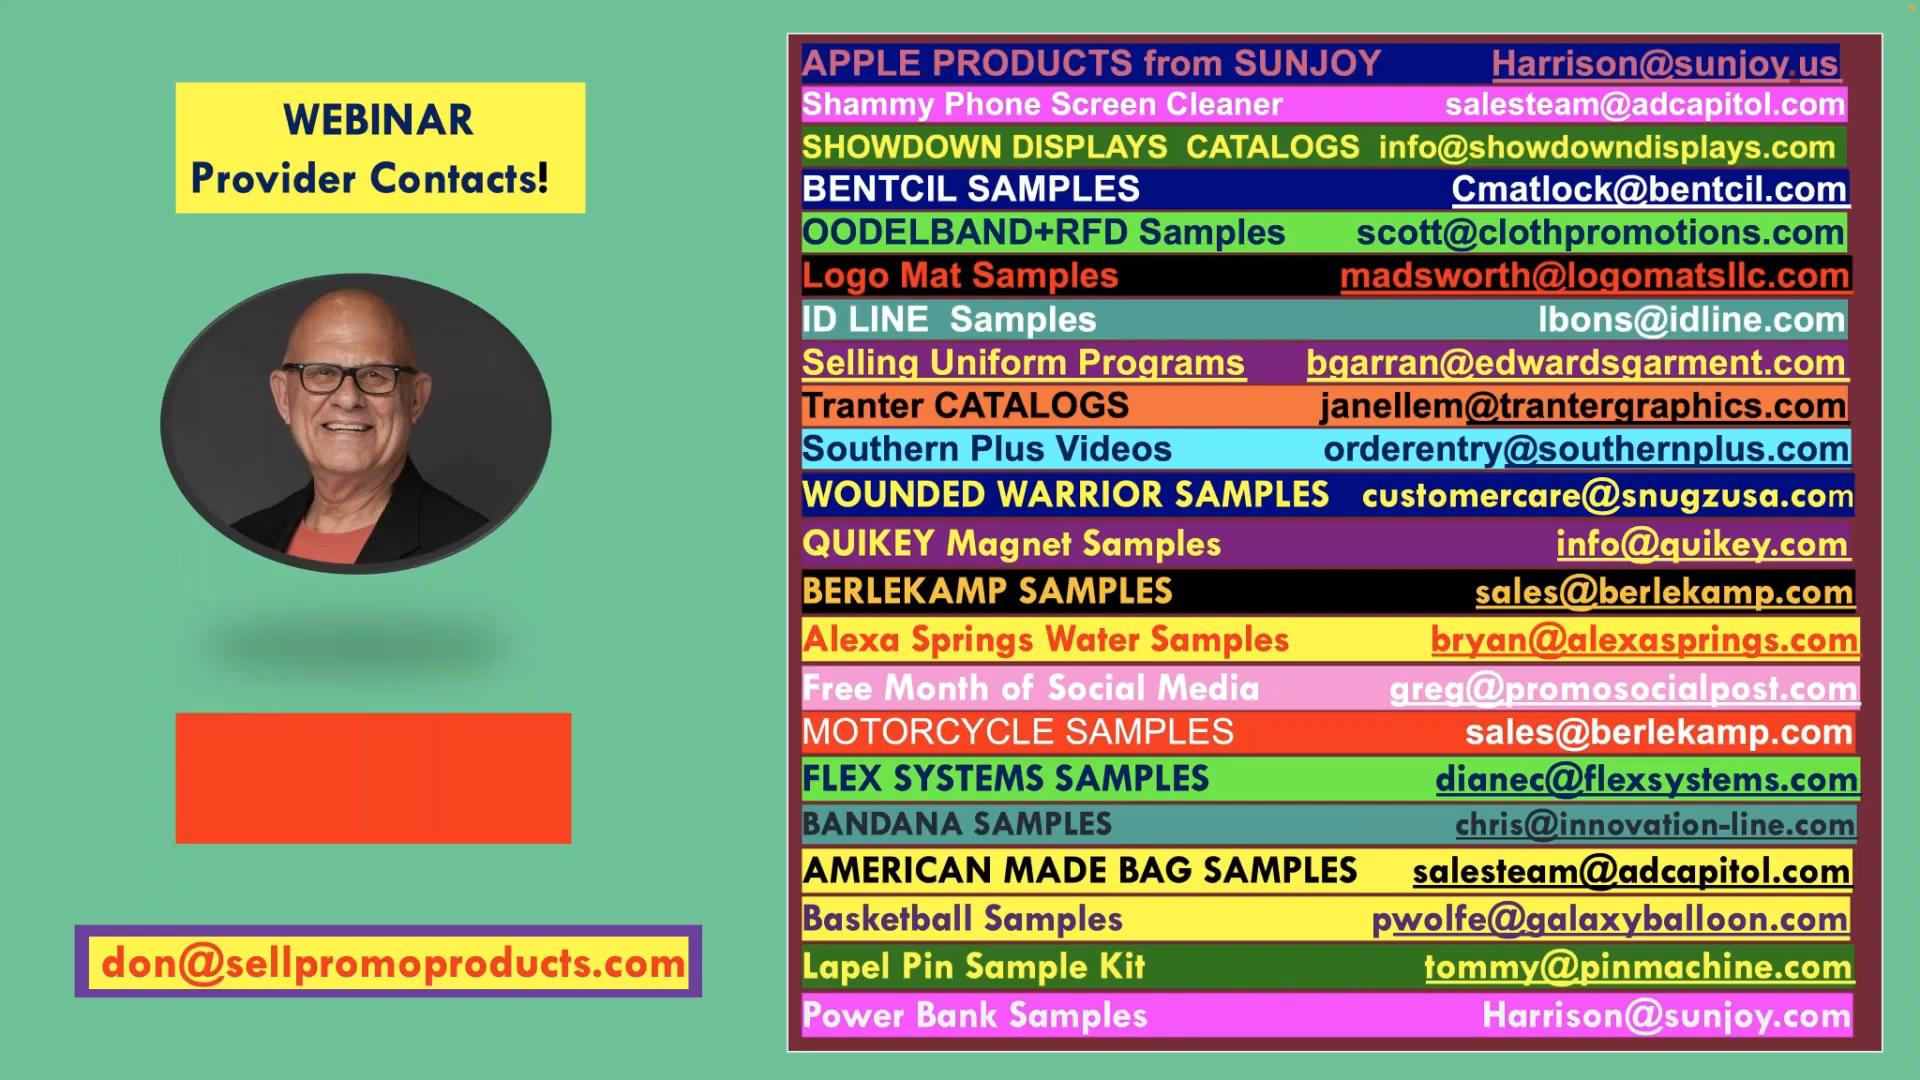 WEBINAR
Provider Contacts!
don@sellpromoproducts.com
APPLE PRODUCTS from SUNJOY Harrison@sunjoy.us
Shammy Phone Screen Cleaner salesteam@adcapitol.com
SHOWDOWN DISPLAYS CATALOGS info@showdowndisplays.com
BENTCIL SAMPLES Cmatlock@bentcil.com
OODELBAND+RFD Samples scott@clothpromotions.com
Logo Mat Samples madsworth@logomatsllc.com
ID LINE Samples lbons@idline.com
Selling Uniform Programs bgarran@edwardsgarment.com
Tranter CATALOGS janellem@trantergraphics.com
Southern Plus Videos orderentry@southernplus.com
WOUNDED WARRIOR SAMPLES customercare@snugzusa.com
QUIKEY Magnet Samples info@quikey.com
BERLEKAMP SAMPLES sales@berlekamp.com
Alexa Springs Water Samples bryan@alexasprings.com
Free Month of Social Media greg@promosocialpost.com
MOTORCYCLE SAMPLES sales@berlekamp.com
FLEX SYSTEMS SAMPLES dianec@flexsystems.com
BANDANA SAMPLES chris@innovation-line.com
AMERICAN MADE BAG SAMPLES salesteam@adcapitol.com
Basketball Samples pwolfe@galaxyballoon.com
Lapel Pin Sample Kit tommy@pinmachine.com
Power Bank Samples Harrison@sunjoy.com